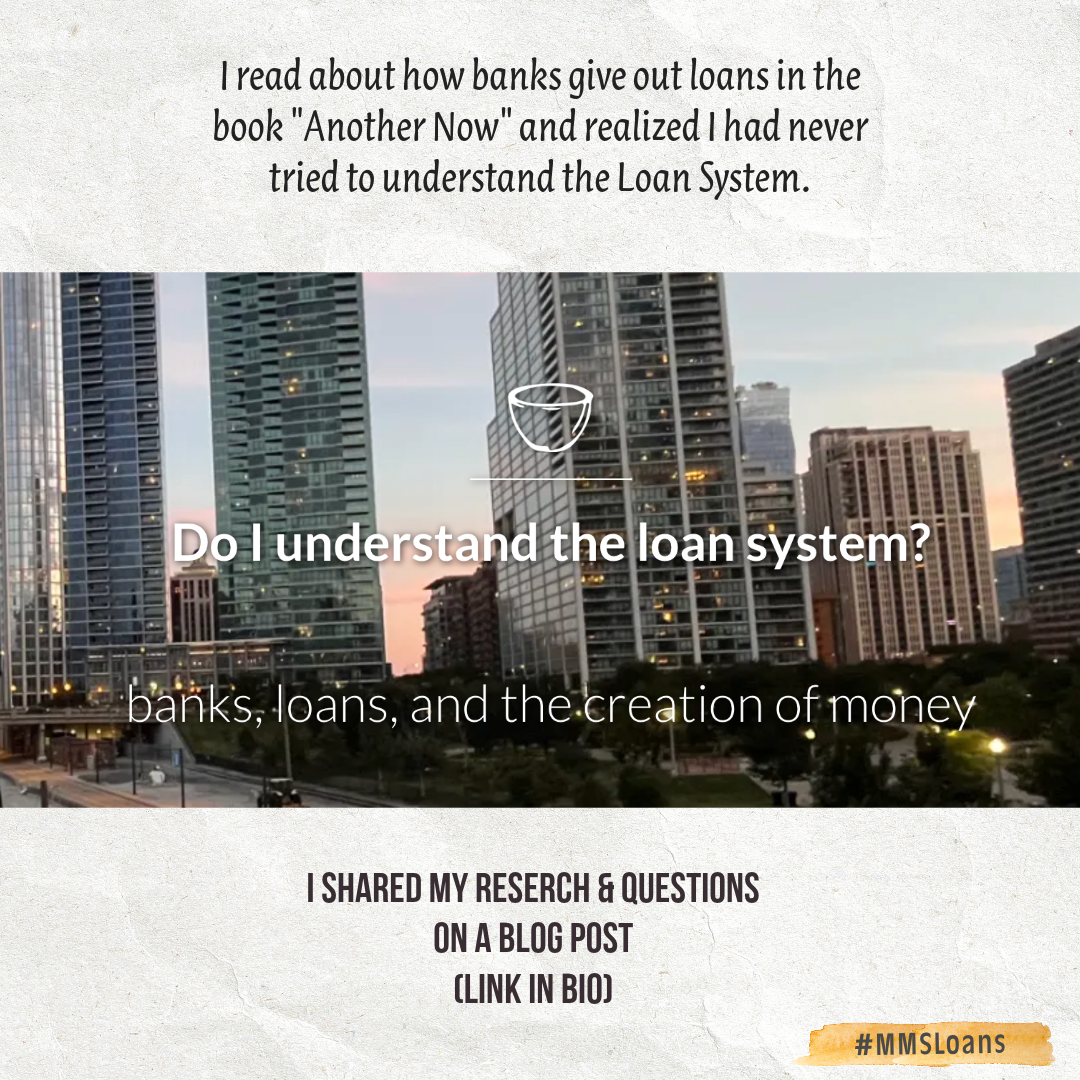 I read about how banks give out loans in the
book "Another Now" and realized I had never
tried to understand the Loan System.
Do I understand the loan system?
banks, loans, and the creation of money
I SHARED MY RESERCH & QUESTIONS
ON A BLOG POST
(LINK IN BIO)
#MMSLoans